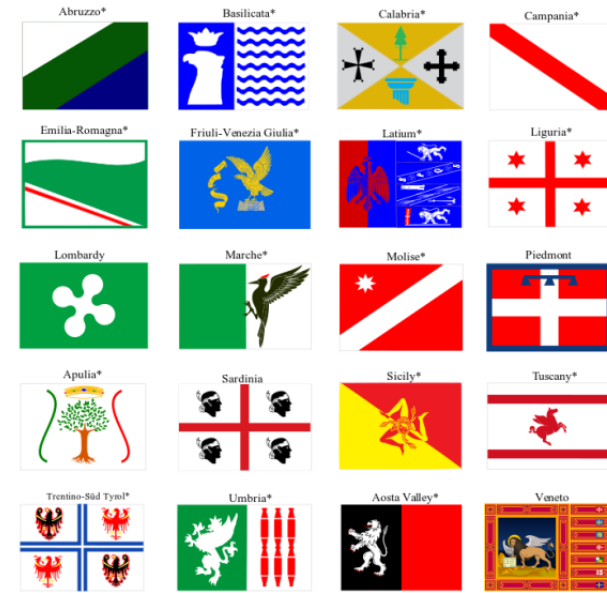 Abruzzo*
Basilicata*
Calabria*
Campania*
Emilia-Romagna*
Friuli-Venezia Giulia*
Latium*
Liguria*
Lombardy
Marche*
Molise*
Piedmont
Apulia*
Sardinia
Sicily*
Tuscany*
Trentino-Süd Tyrol*
Umbria*
Aosta Valley*
Veneto